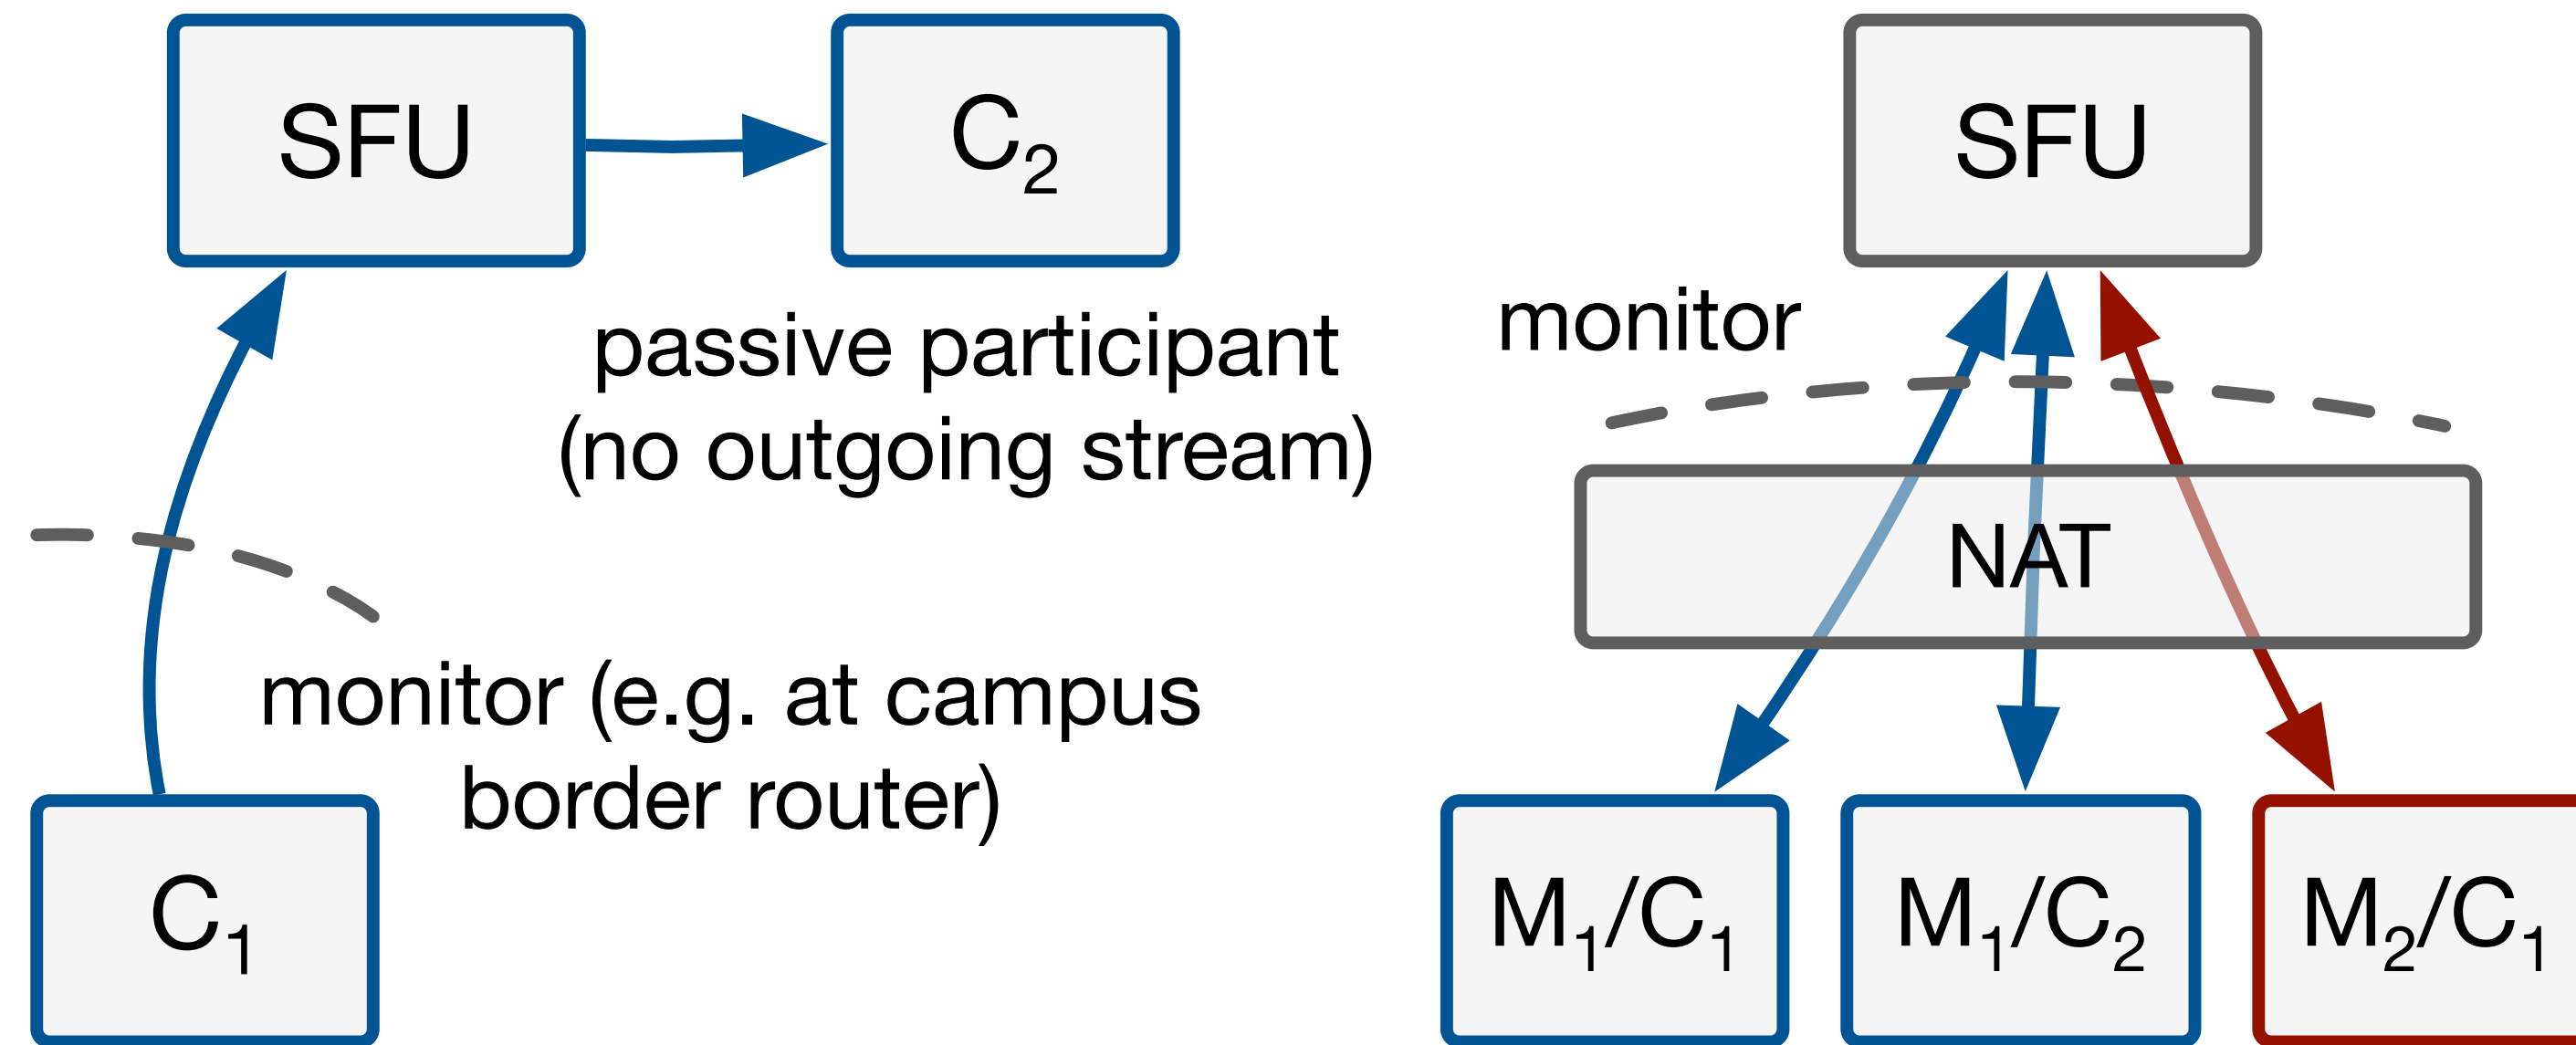 SFU
C₂
passive participant
(no outgoing stream)
monitor (e.g. at campus
border router)
C₁
SFU
monitor
NAT
M₁/C₁
M₁/C₂
M₂/C₁